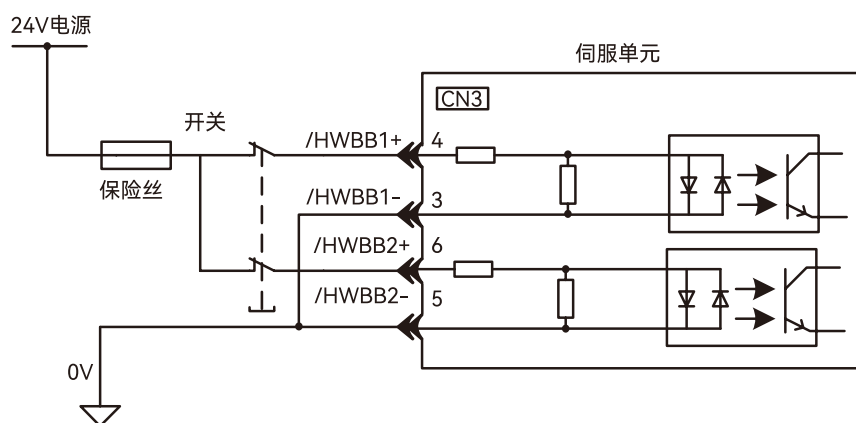 24V电源
伺服单元
CN3
开关
/HWBB1+ 4
保险丝
/HWBB1- 3
/HWBB2+ 6
/HWBB2- 5
0V